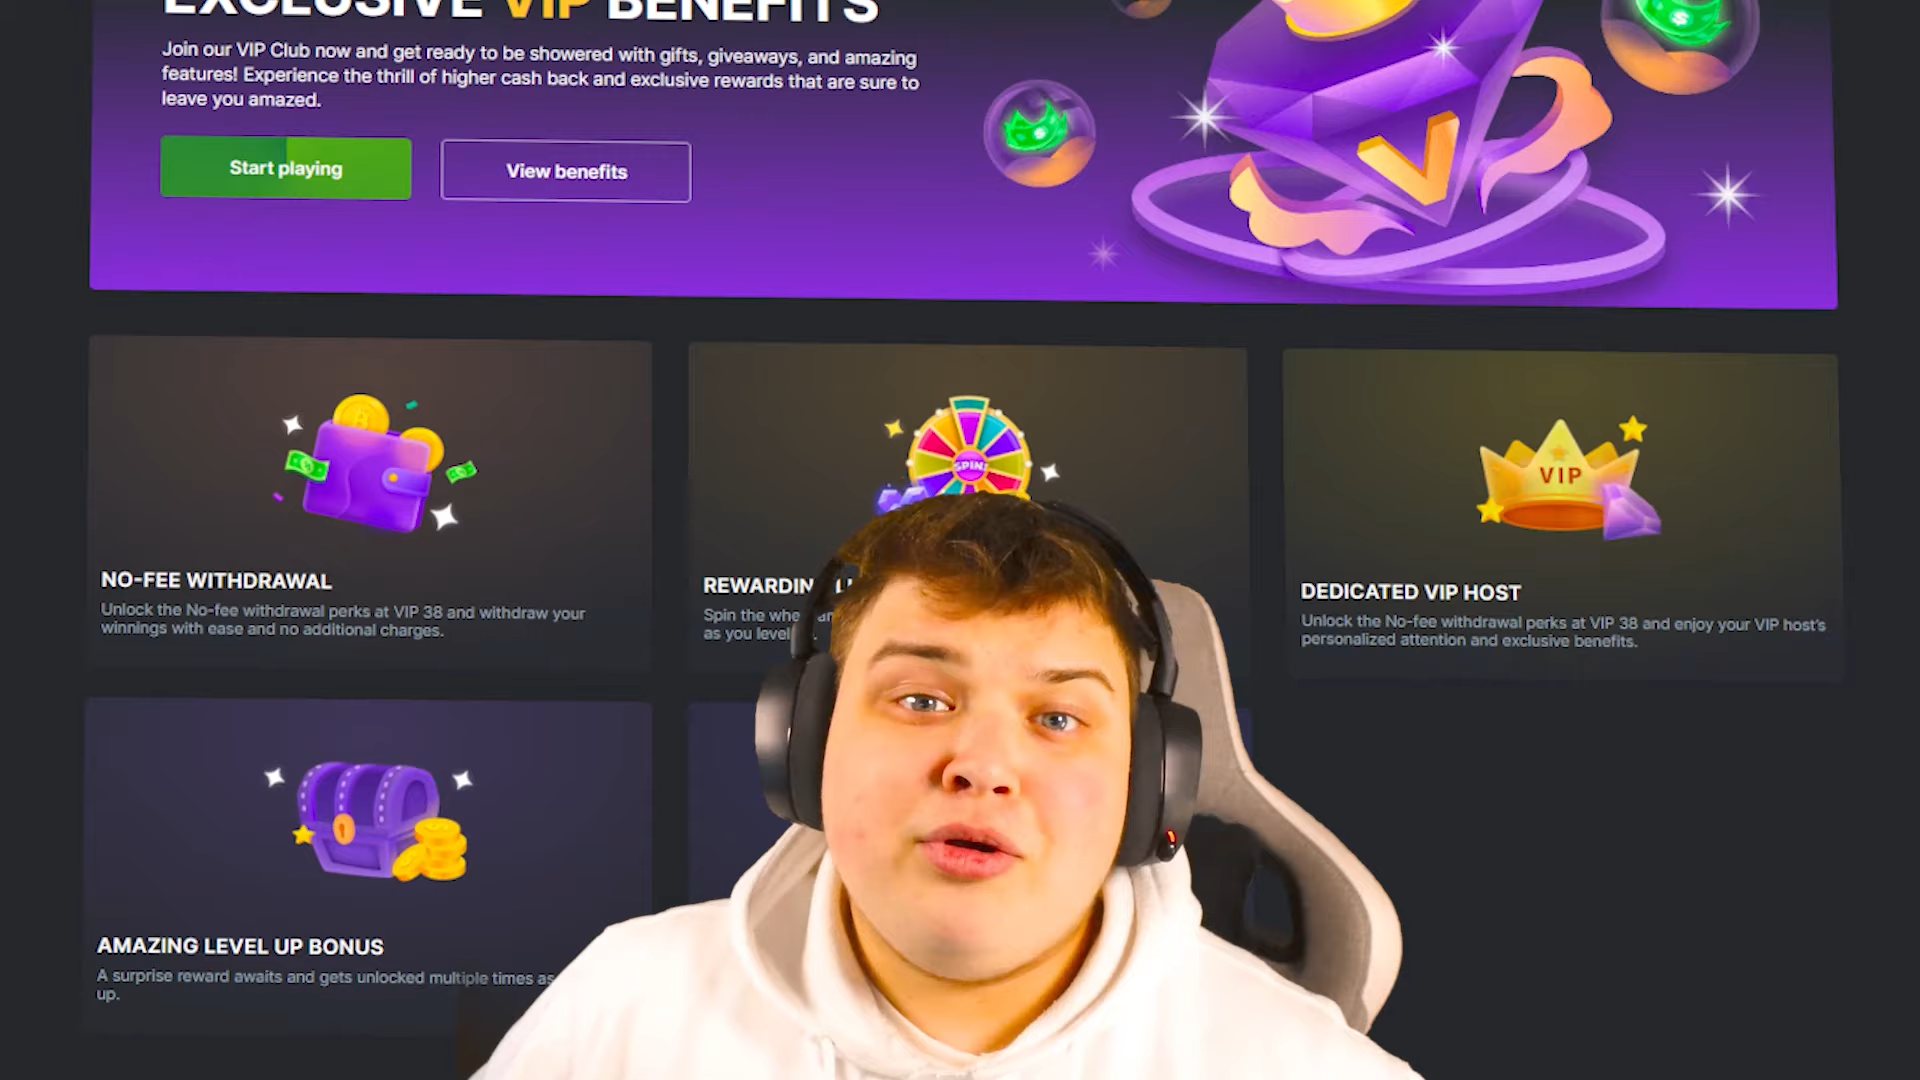 EXCLUSIVE VIP BENEFITS
Join our VIP Club now and get ready to be showered with gifts, giveaways, and amazing
features! Experience the thrill of higher cash back and exclusive rewards that are sure to
leave you amazed.
Start playing
View benefits
V
SPIN
VIP
NO-FEE WITHDRAWAL
Unlock the No-fee withdrawal perks at VIP 38 and withdraw your
winnings with ease and no additional charges.
Spin the
as you level
DEDICATED VIP HOST
Unlock the No-fee withdrawal perks at VIP 38 and enjoy your VIP host's
personalized attention and exclusive benefits.
AMAZING LEVEL UP BONUS
A surprise reward awaits and gets unlocked multiple times as
up.